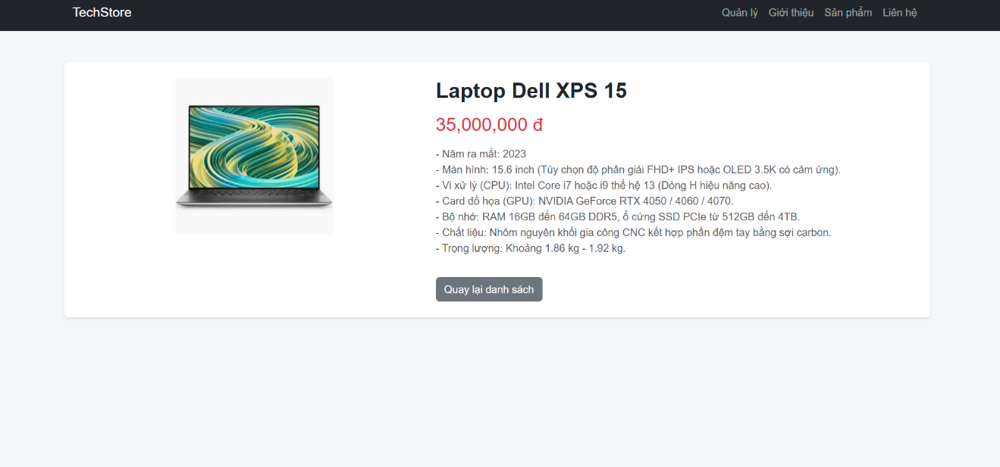 TechStore
Quản lý Giới thiệu Sản phẩm Liên hệ
Laptop Dell XPS 15
35,000,000 đ
- Năm ra mắt: 2023
- Màn hình: 15.6 inch (Tùy chọn độ phân giải FHD+ IPS hoặc OLED 3.5K có cảm ứng).
- Vi xử lý (CPU): Intel Core i7 hoặc i9 thế hệ 13 (Dòng H hiệu năng cao).
- Card đồ họa (GPU): NVIDIA GeForce RTX 4050 / 4060 / 4070.
- Bộ nhớ: RAM 16GB đến 64GB DDR5, ổ cứng SSD PCIe từ 512GB đến 4TB.
- Chất liệu: Nhôm nguyên khối gia công CNC kết hợp phần đệm tay bằng sợi carbon.
- Trọng lượng: Khoảng 1.86 kg - 1.92 kg.
Quay lại danh sách